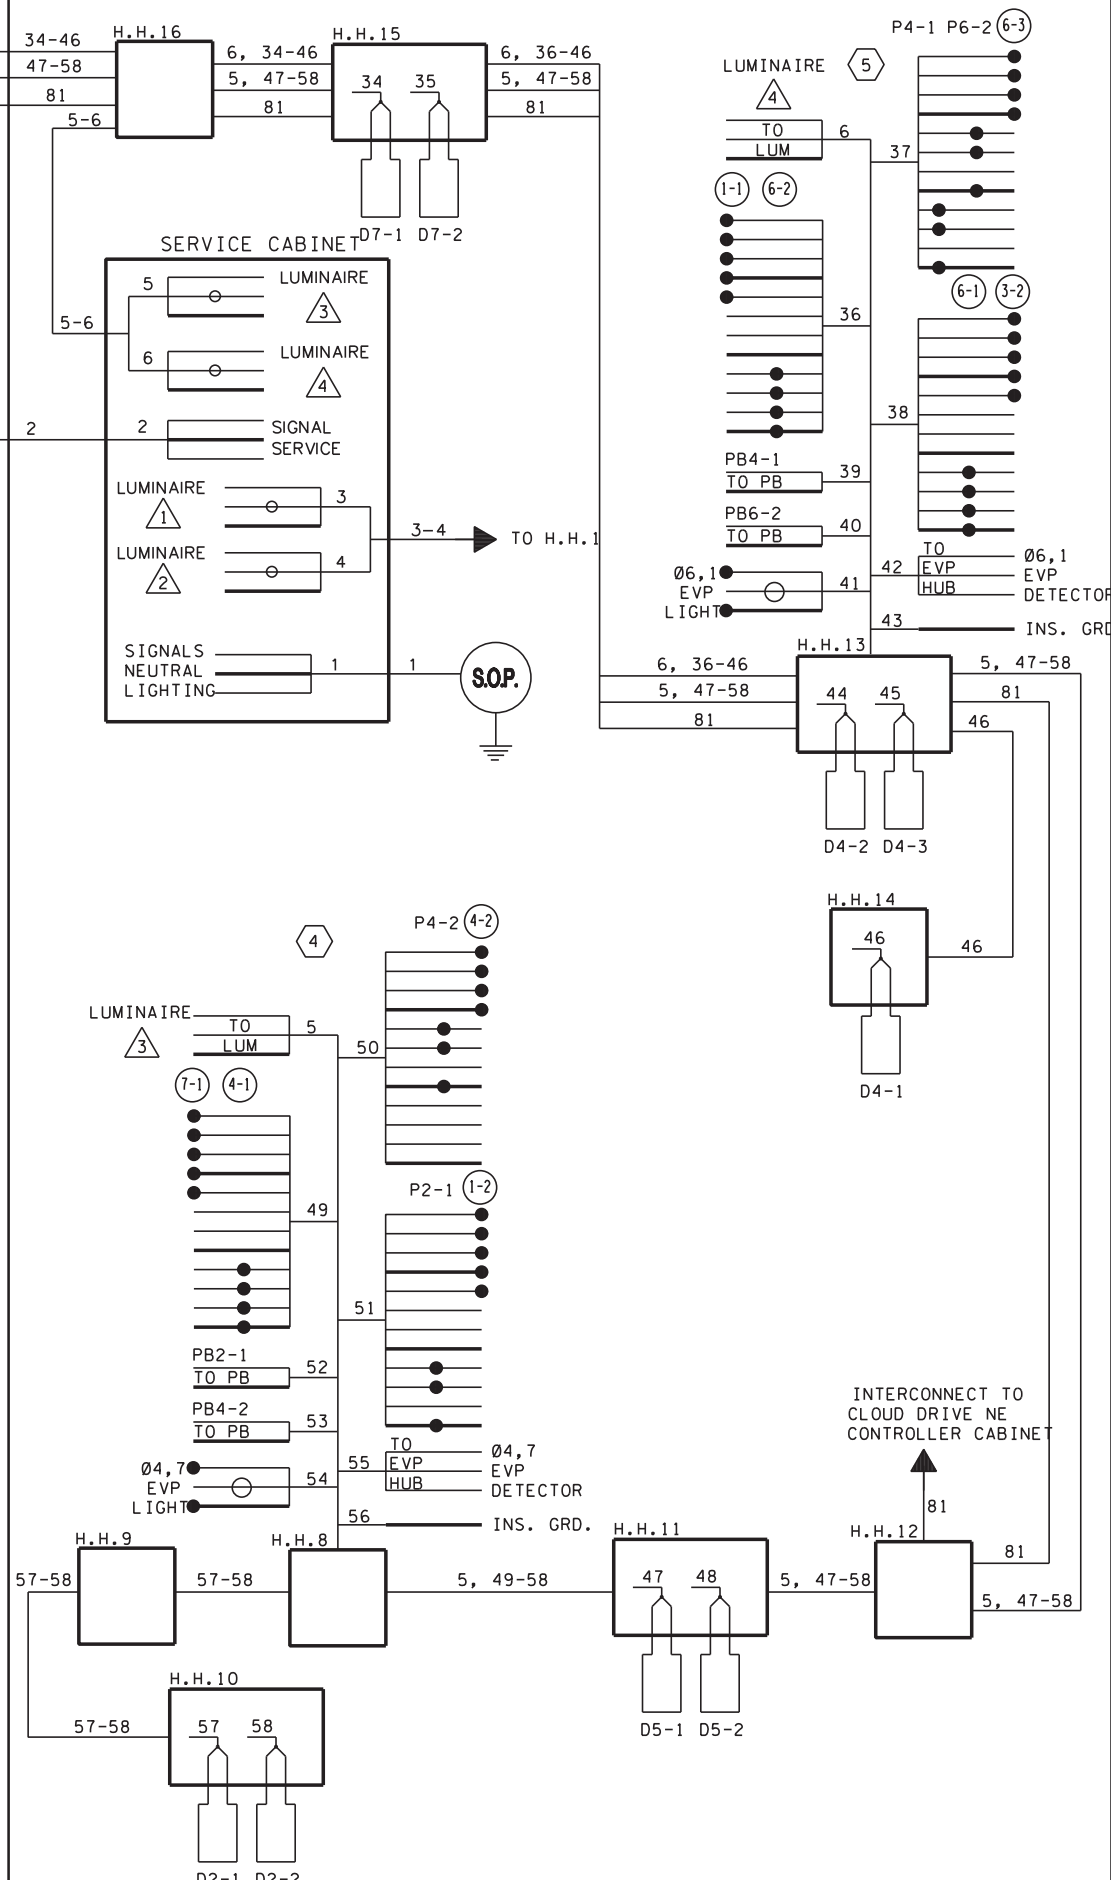 H.H.16
34-46
47-58
81
5-6
6, 34-46
5, 47-58
81
H.H.15
34 35
D7-1 D7-2
6, 36-46
5, 47-58
81
P4-1 P6-2 6-3
LUMINAIRE 5
4
TO
LUM
6
37
1-1 6-2
36
6-1 3-2
38
PB4-1
TO PB
39
PB6-2
TO PB
40
Ø6,1
EVP
LIGHT
41
42
TO
EVP
HUB
Ø6,1
EVP
DETECTOR
43
INS. GRD
SERVICE CABINET
5
LUMINAIRE
3
5-6
6
LUMINAIRE
4
2
2
SIGNAL
SERVICE
LUMINAIRE
1
3
LUMINAIRE
2
4
3-4
TO H.H.1
SIGNALS
NEUTRAL
LIGHTING
1
1
S.O.P.
H.H.13
6, 36-46
5, 47-58
81
44 45
D4-2 D4-3
5, 47-58
81
46
H.H.14
46
46
D4-1
P4-2 4-2
4
LUMINAIRE
3
TO
LUM
5
50
7-1 4-1
49
P2-1 1-2
51
PB2-1
TO PB
52
PB4-2
TO PB
53
Ø4,7
EVP
LIGHT
54
55
TO
EVP
HUB
Ø4,7
EVP
DETECTOR
56
INS. GRD.
INTERCONNECT TO
CLOUD DRIVE NE
CONTROLLER CABINET
81
H.H.9
57-58
57-58
H.H.8
5, 49-58
H.H.11
47 48
D5-1 D5-2
5, 47-58
H.H.12
81
5, 47-58
H.H.10
57-58
57 58
D2-1 D2-2